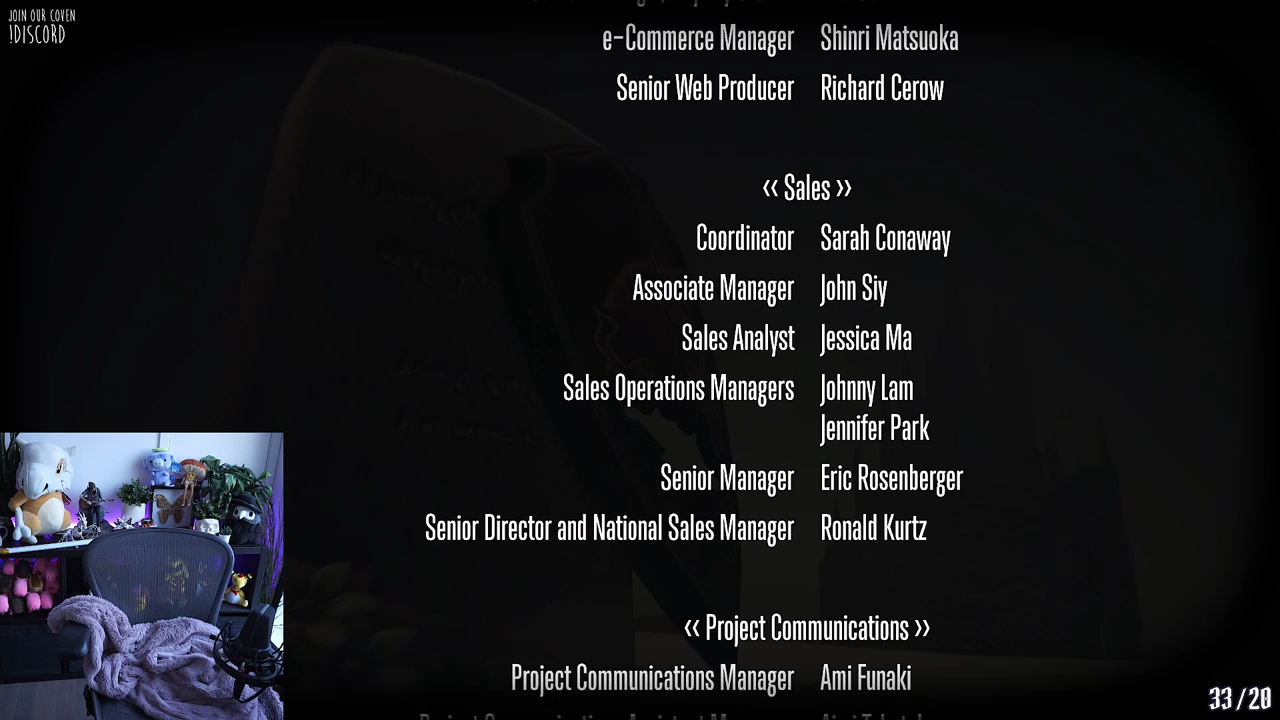 JOIN OUR COVEN
!DISCORD
e-Commerce Manager Shinri Matsuoka
Senior Web Producer Richard Cerow
<< Sales >>
Coordinator Sarah Conaway
Associate Manager John Siy
Sales Analyst Jessica Ma
Sales Operations Managers Johnny Lam
Jennifer Park
Senior Manager Eric Rosenberger
Senior Director and National Sales Manager Ronald Kurtz
<< Project Communications >>
Project Communications Manager Ami Funaki
33/20